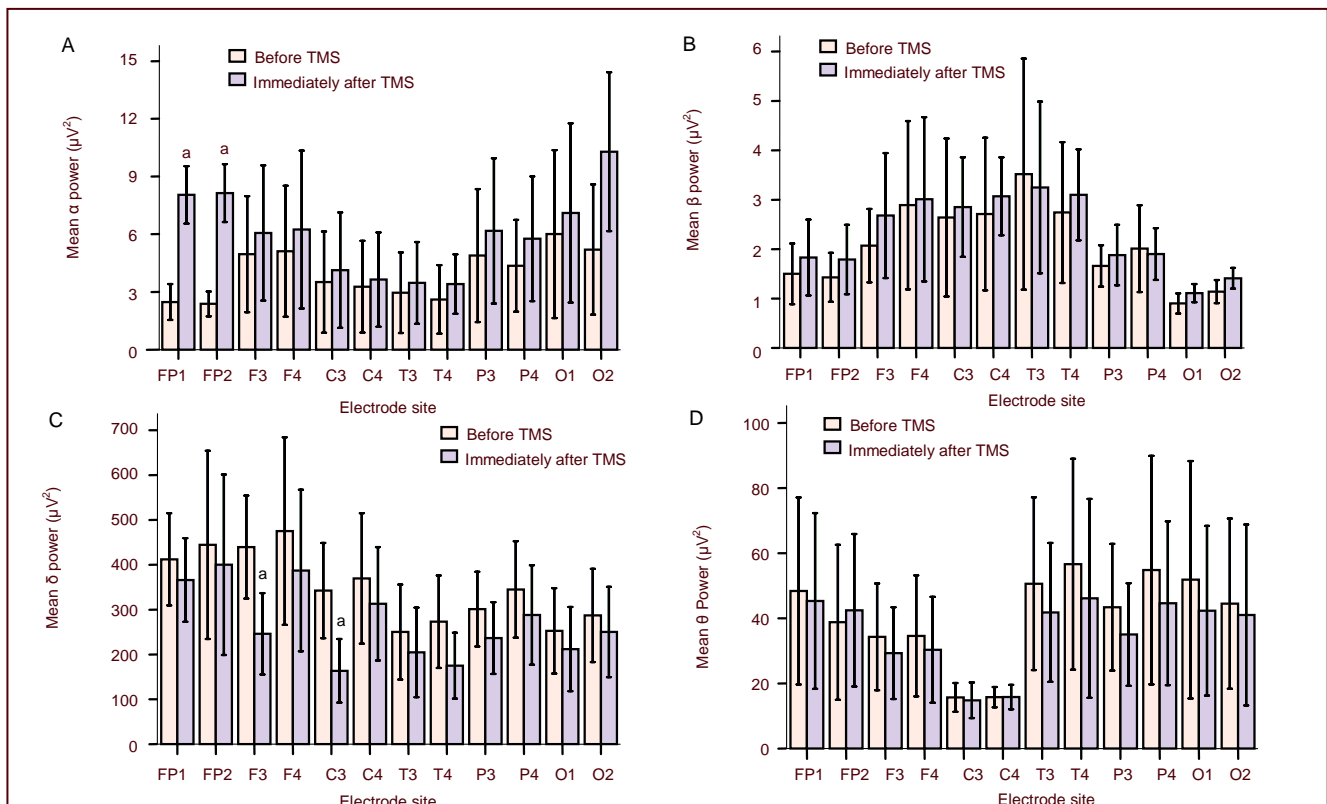 A
Mean α power (µV²)
15
12
9
6
3
0
Before TMS
Immediately after TMS
a
a
FP1 FP2 F3 F4 C3 C4 T3 T4 P3 P4 O1 O2
Electrode site
B
Mean β power (µV²)
6
5
4
3
2
1
0
Before TMS
Immediately after TMS
FP1 FP2 F3 F4 C3 C4 T3 T4 P3 P4 O1 O2
Electrode site
C
Mean δ power (µV²)
700
600
500
400
300
200
100
0
Before TMS
Immediately after TMS
a
a
FP1 FP2 F3 F4 C3 C4 T3 T4 P3 P4 O1 O2
Electrode site
D
Mean θ Power (µV²)
100
80
60
40
20
0
Before TMS
Immediately after TMS
FP1 FP2 F3 F4 C3 C4 T3 T4 P3 P4 O1 O2
Electrode site